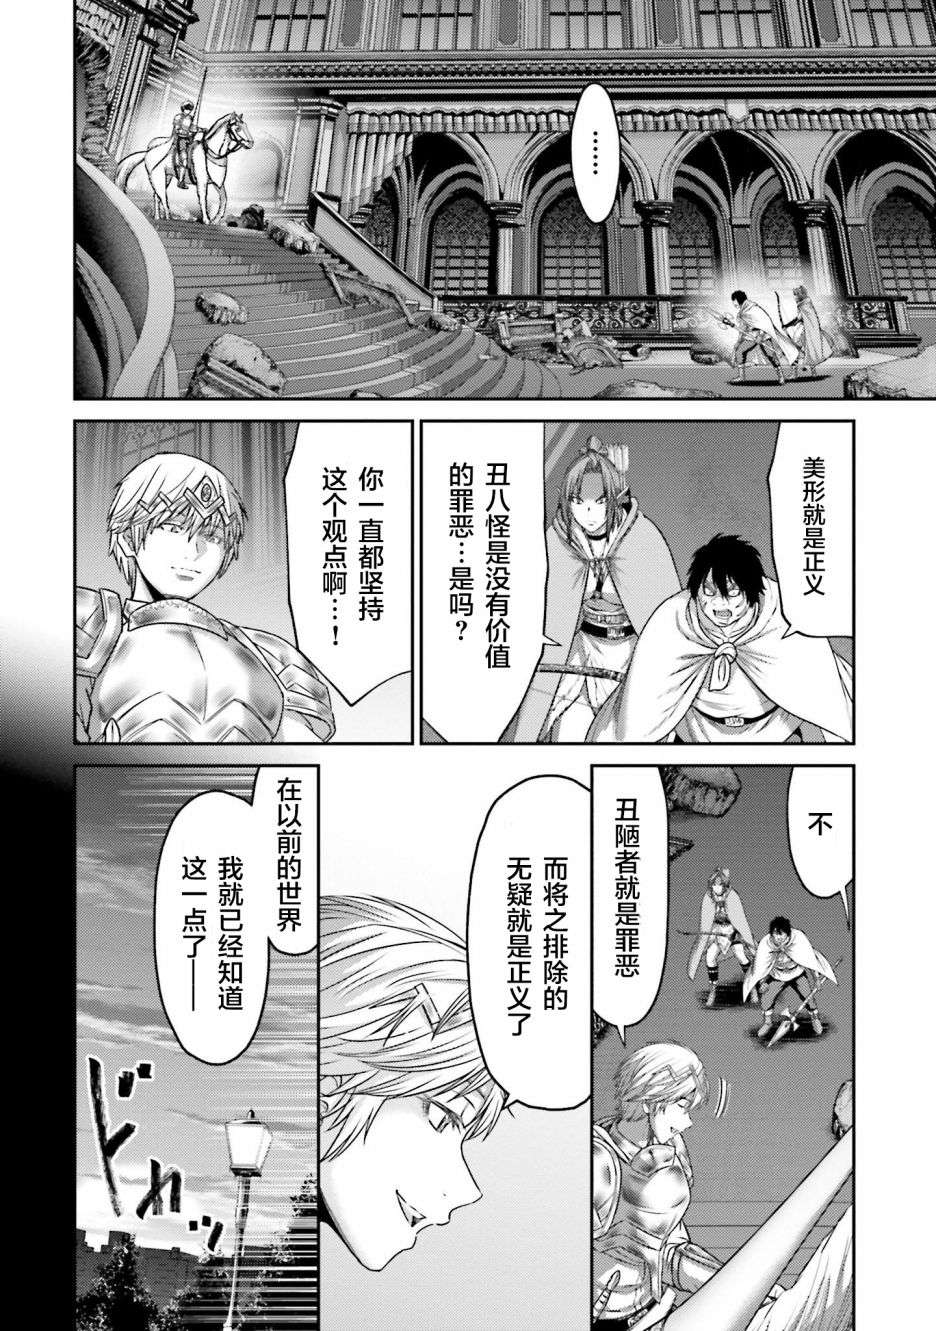 ……
美形就是正义
丑八怪是没有价值
的罪恶…是吗？
你一直都坚持
这个观点啊…！
不
丑陋者就是罪恶
而将之排除的
无疑就是正义了
在以前的世界
我就已经知道
这一点了——
ドドドッ